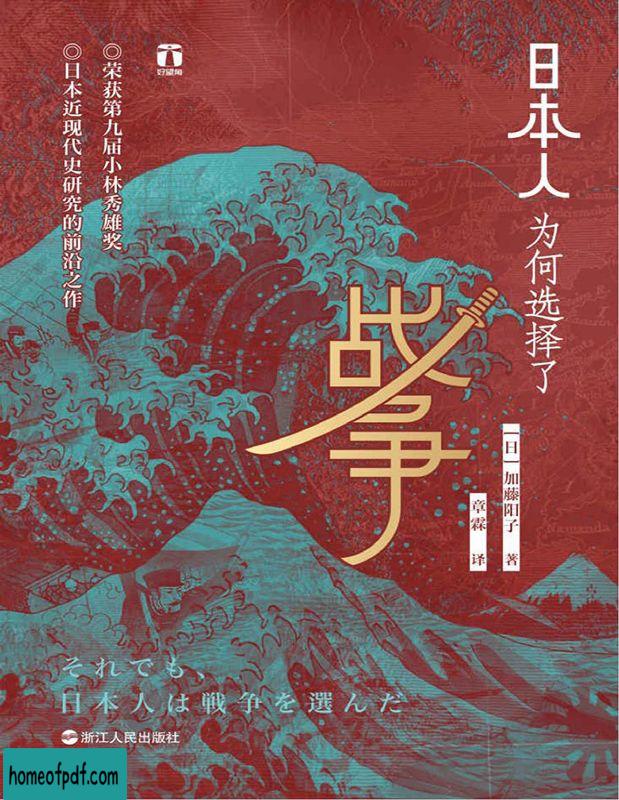 日本人
为何选择了
战争
[日]加藤阳子 著
章霖 译
◎荣获第九届小林秀雄奖
◎日本近现代史研究的前沿之作
好望角
それでも、
日本人は戦争を選んだ
浙江人民出版社
homeofpdf.com